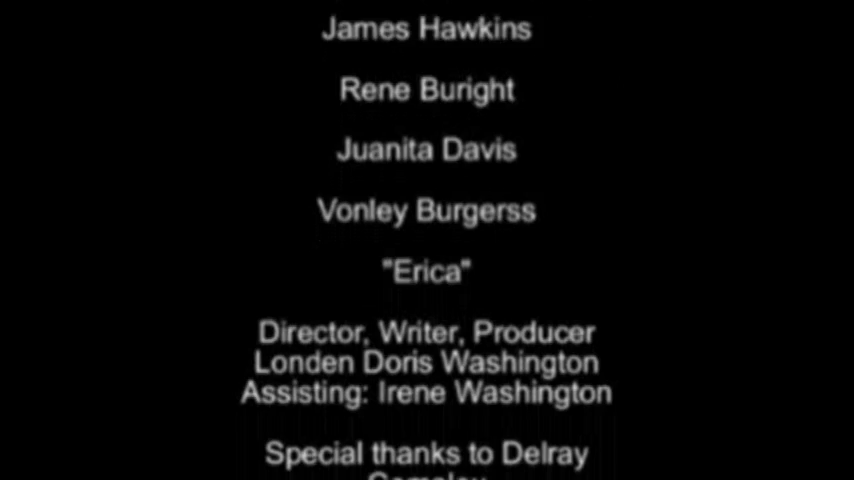 James Hawkins
Rene Buright
Juanita Davis
Vonley Burgerss
"Erica"
Director, Writer, Producer
Londen Doris Washington
Assisting: Irene Washington
Special thanks to Delray